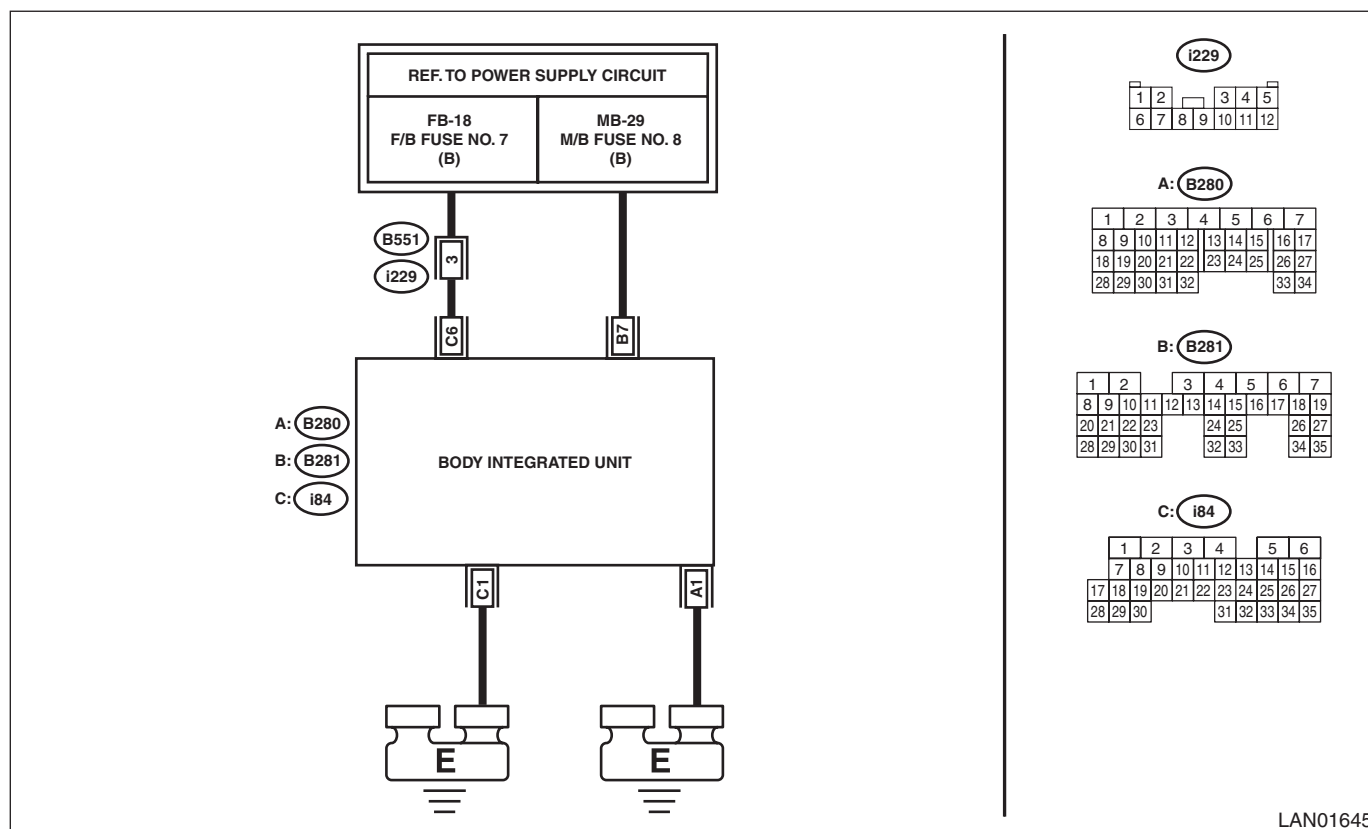 REF. TO POWER SUPPLY CIRCUIT
FB-18
F/B FUSE NO. 7
(B)
MB-29
M/B FUSE NO. 8
(B)
B551
i229
3
C6
B7
A: B280
B: B281
C: i84
BODY INTEGRATED UNIT
C1
A1
E
E
i229
1 2 3 4 5
6 7 8 9 10 11 12
A: B280
1 2 3 4 5 6 7
8 9 10 11 12 13 14 15 16 17
18 19 20 21 22 23 24 25 26 27
28 29 30 31 32 33 34
B: B281
1 2 3 4 5 6 7
8 9 10 11 12 13 14 15 16 17 18 19
20 21 22 23 24 25 26 27
28 29 30 31 32 33 34 35
C: i84
1 2 3 4 5 6
7 8 9 10 11 12 13 14 15 16
17 18 19 20 21 22 23 24 25 26 27
28 29 30 31 32 33 34 35
LAN01645